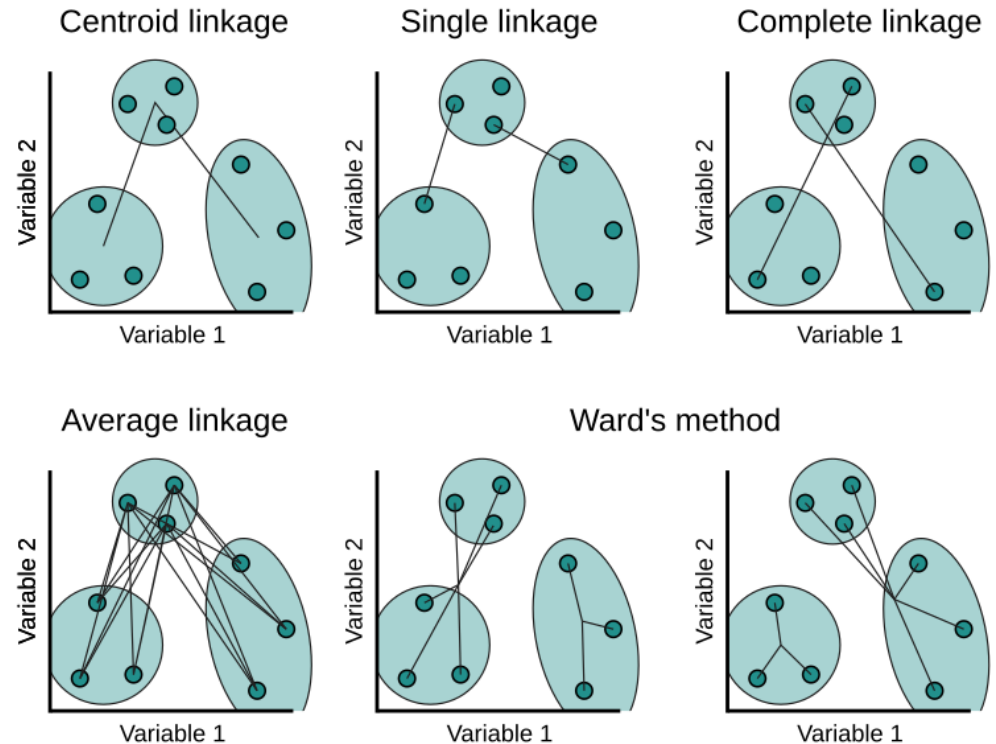 Centroid linkage
Single linkage
Complete linkage
Variable 2
Variable 2
Variable 2
Variable 1
Variable 1
Variable 1
Average linkage
Ward's method
Variable 2
Variable 2
Variable 2
Variable 1
Variable 1
Variable 1